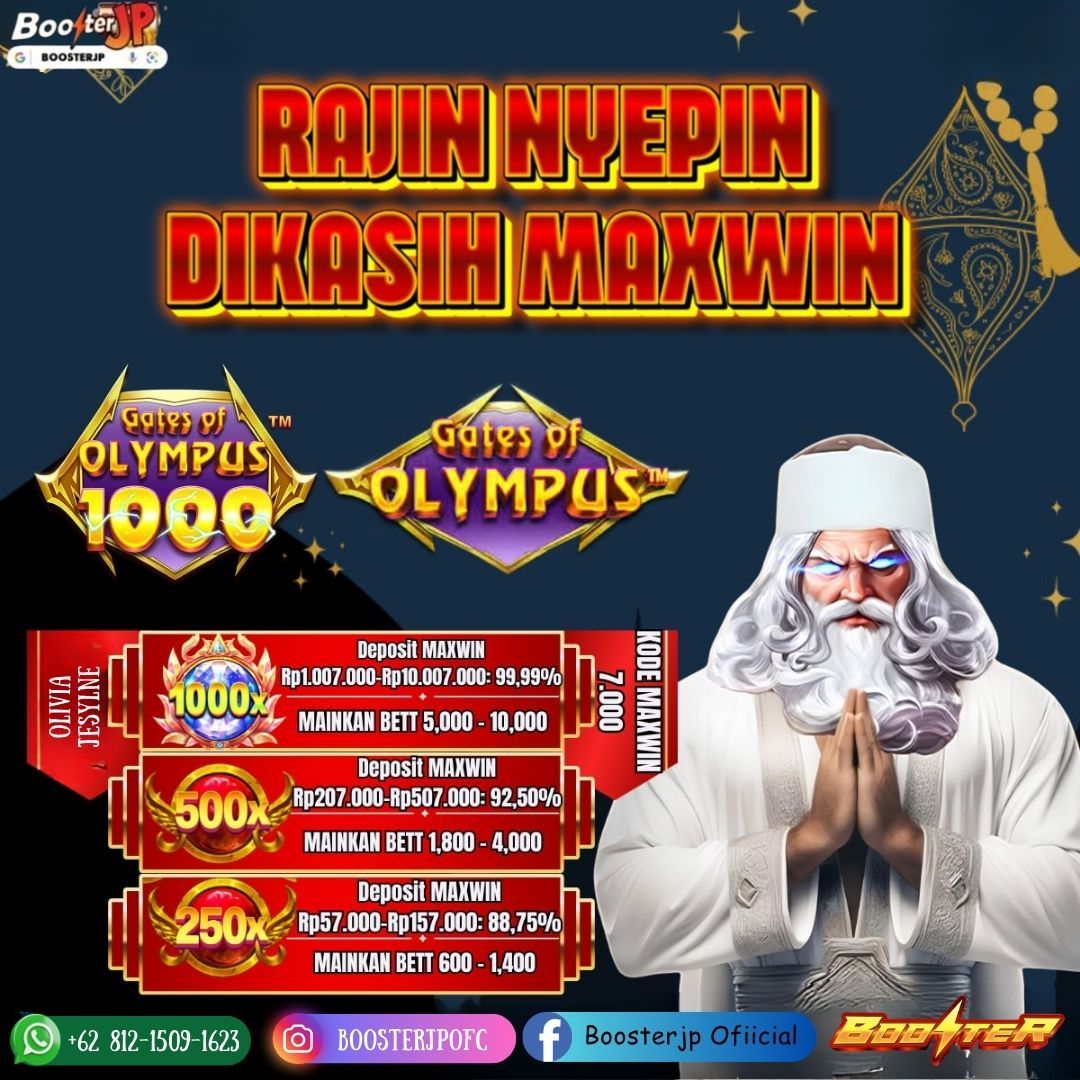 BoosterJP
G BOOSTERJP
RAJIN NYEPIN
DIKASIH MAXWIN
Gates of
OLYMPUS
1000
TM
Gates of
OLYMPUS™
OLIVIA
JESYLNE
1000x
Deposit MAXWIN
Rp1.007.000-Rp10.007.000: 99,99%
MAINKAN BETT 5,000 - 10,000
KODE MAXWIN
7.000
500x
Deposit MAXWIN
Rp207.000-Rp507.000: 92,50%
MAINKAN BETT 1,800 - 4,000
250x
Deposit MAXWIN
Rp57.000-Rp157.000: 88,75%
MAINKAN BETT 600 - 1,400
+62 812-1509-1623
BOOSTERJPOFC
Boosterjp Ofiicial
BOOSTER